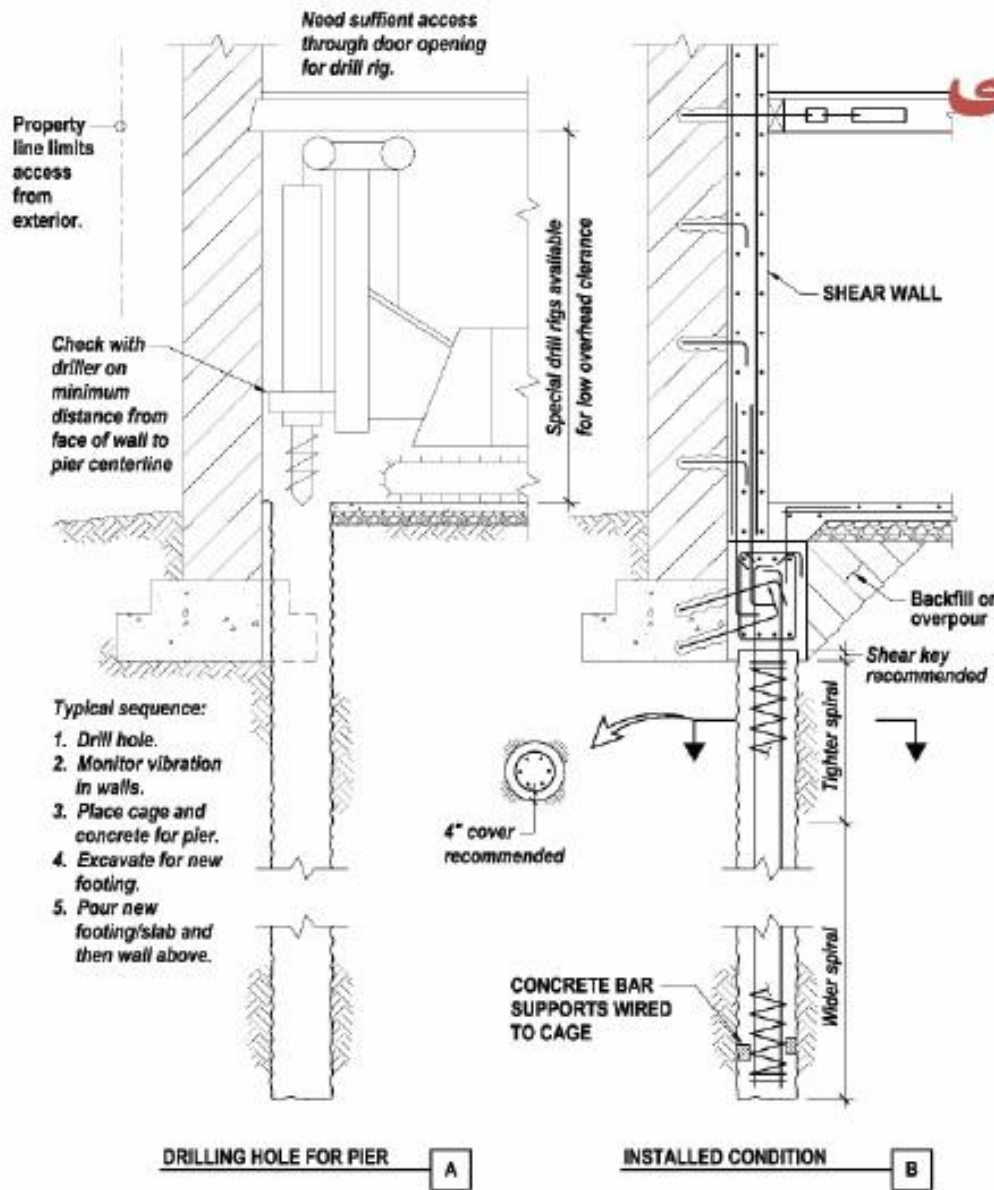 Need suffient access
through door opening
for drill rig.
Property
line limits
access
from
exterior.
Special drill rigs available
for low overhead clerance
SHEAR WALL
Check with
driller on
minimum
distance from
face of wall to
pier centerline
Backfill or
overpour
Shear key
recommended
Typical sequence:
1. Drill hole.
2. Monitor vibration
in walls.
3. Place cage and
concrete for pier.
4. Excavate for new
footing.
5. Pour new
footing/slab and
then wall above.
4" cover
recommended
Tighter spiral
Wider spiral
CONCRETE BAR
SUPPORTS WIRED
TO CAGE
DRILLING HOLE FOR PIER
A
INSTALLED CONDITION
B